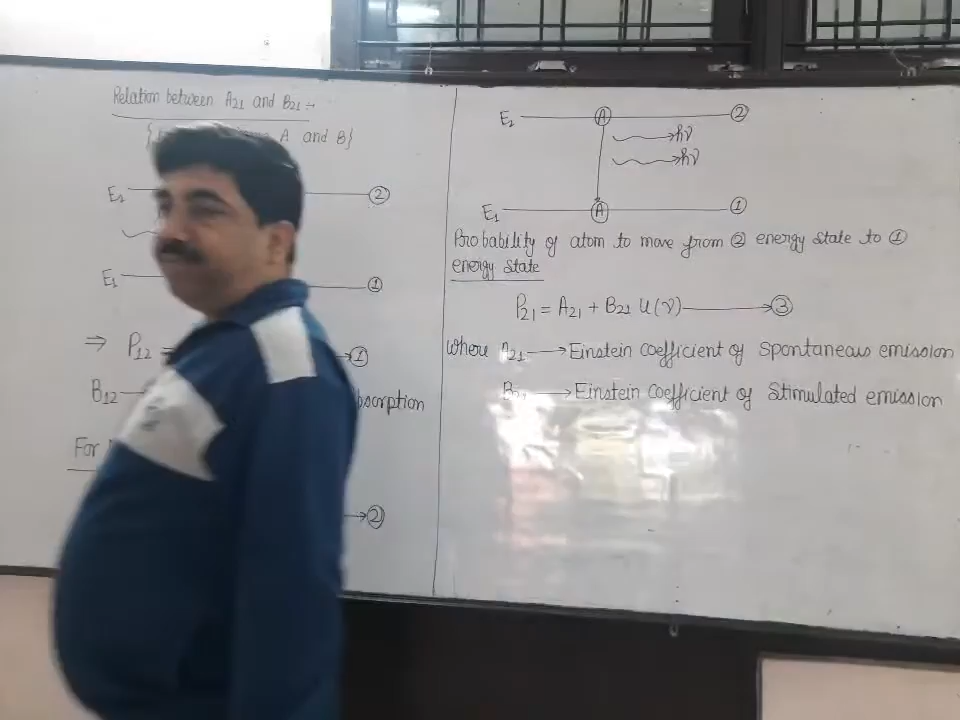 Relation between A21 and B21 →
A and B}
E2 ②
E1 ①
⇒ P12 = → ①
B12 →
For
→ ②
E2 Ⓐ ②
hν
hν
E1 Ⓐ ①
Probability of atom to move from ② energy state to ①
energy state
P21 = A21 + B21 u(ν) → ③
where A21 → Einstein coefficient of Spontaneous emission
B21 → Einstein coefficient of Stimulated emission